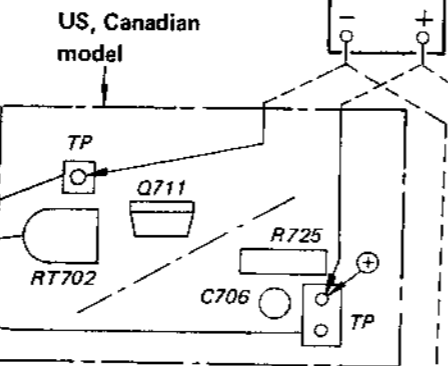 US, Canadian
model
- +
TP
Q711
RT702
R725
+
C706
TP